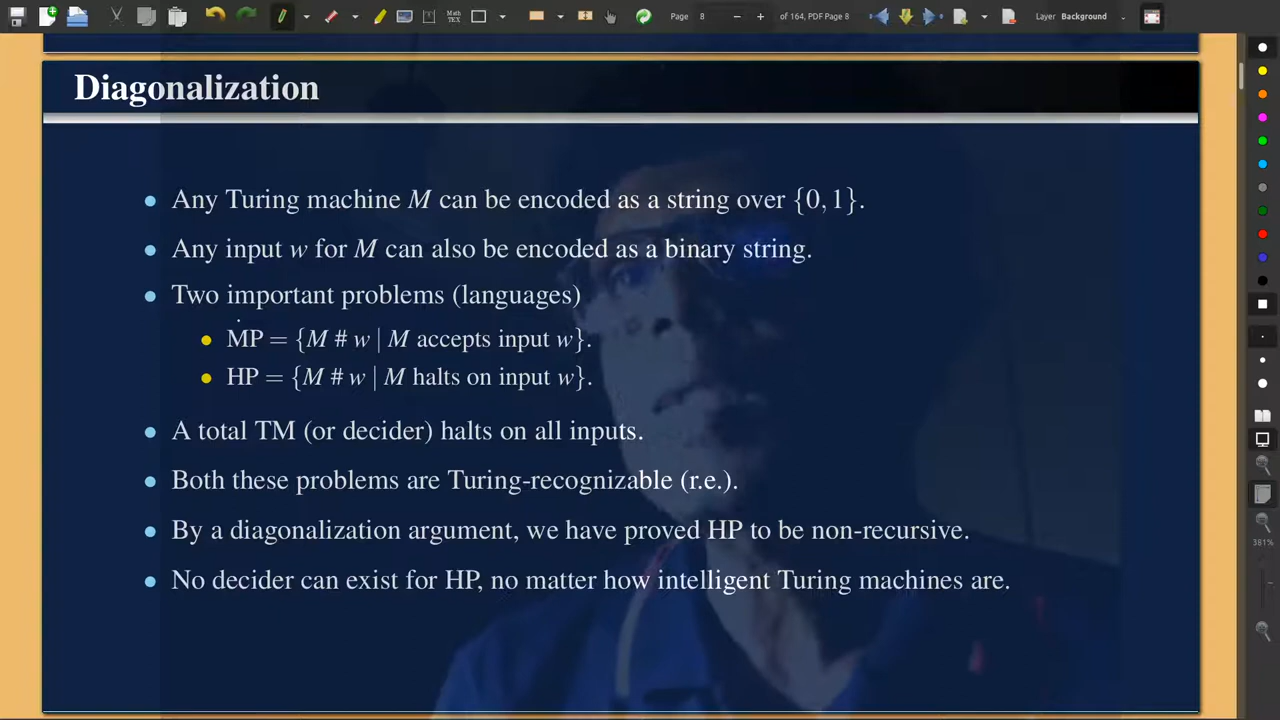 Page 8 of 164, PDF Page 8 Layer Background
Math
TEX
Diagonalization
• Any Turing machine M can be encoded as a string over {0, 1}.
• Any input w for M can also be encoded as a binary string.
• Two important problems (languages)
• MP = {M # w | M accepts input w}.
• HP = {M # w | M halts on input w}.
• A total TM (or decider) halts on all inputs.
• Both these problems are Turing-recognizable (r.e.).
• By a diagonalization argument, we have proved HP to be non-recursive.
• No decider can exist for HP, no matter how intelligent Turing machines are.
381%